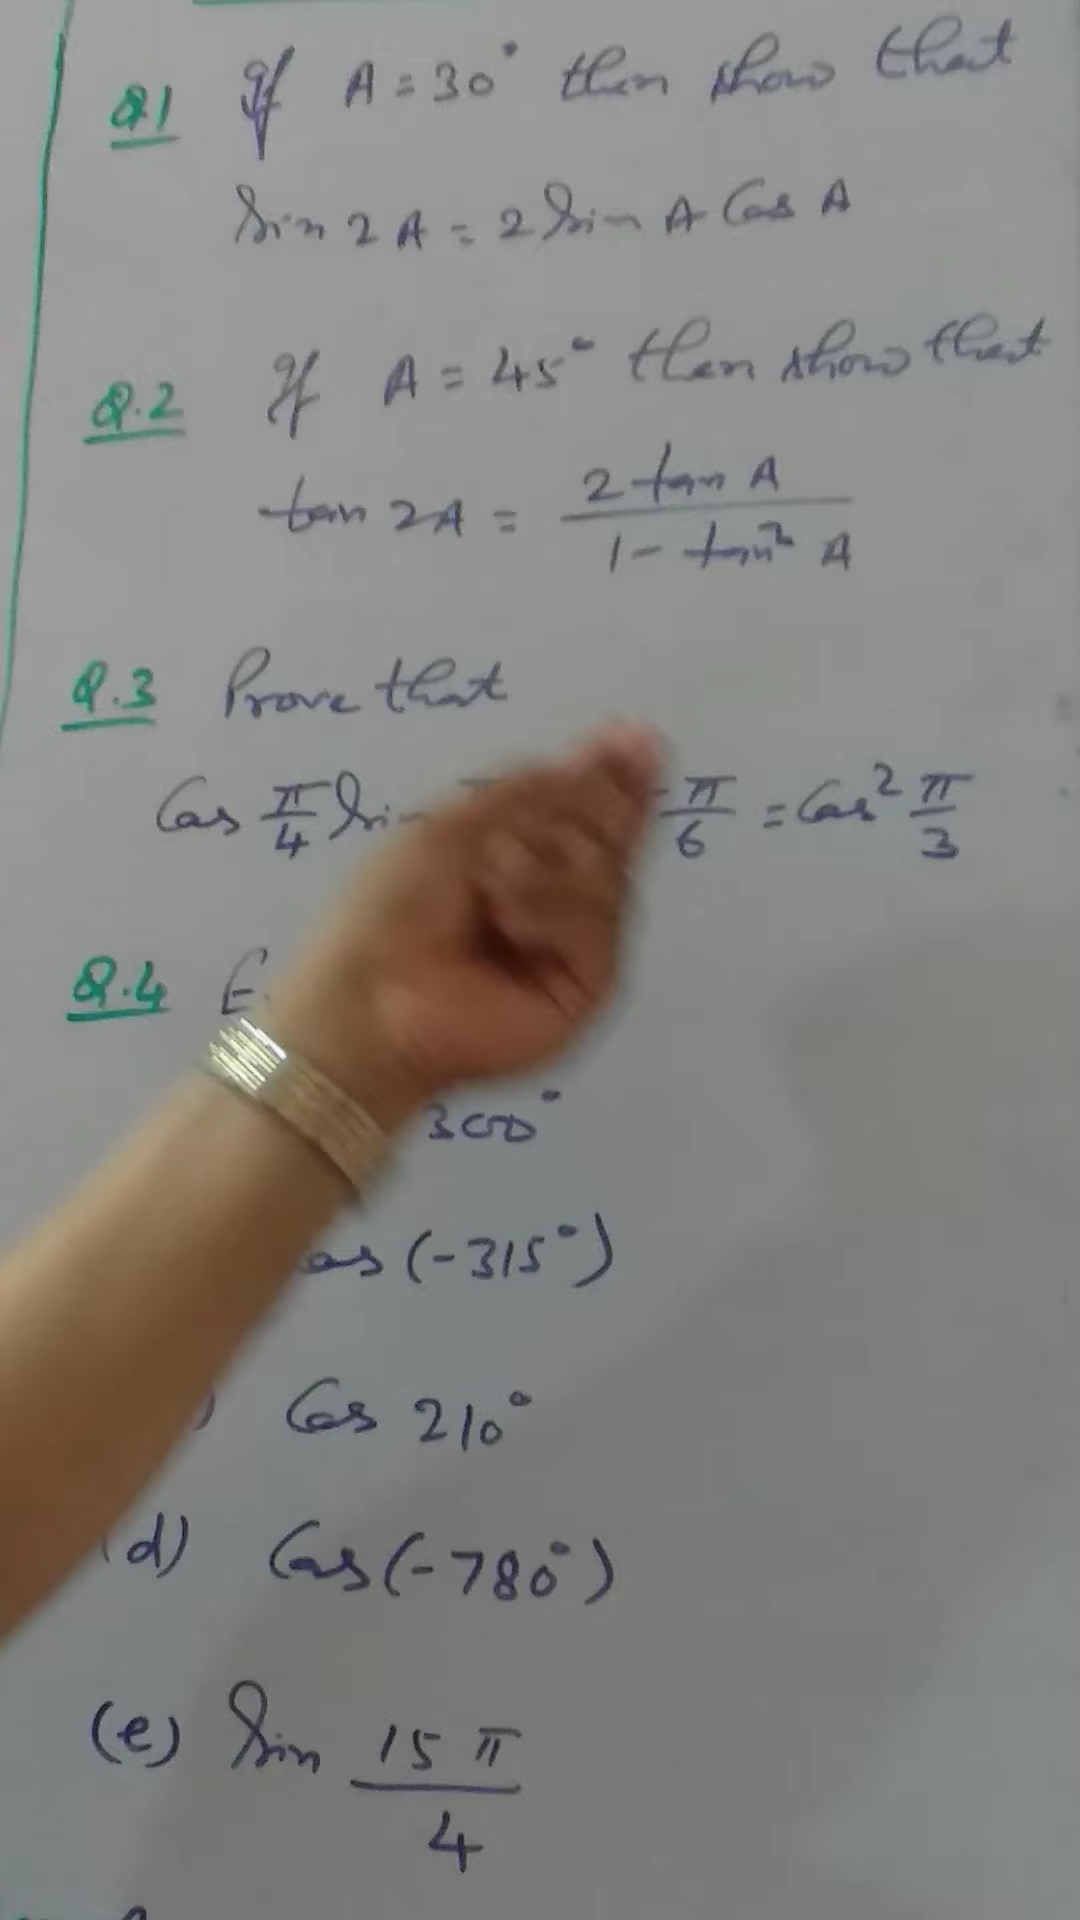 Q1 If A = 30° then show that
Sin 2A = 2 Sin A Cos A
Q.2 If A = 45° then show that
tan 2A = 2 tan A / 1 - tan² A
Q.3 Prove that
Cos π/4 Sin π/6 = Cos² π/3
Q.4
300°
(-315°)
) Cos 210°
(d) Cos (-780°)
(e) Sin 15 π / 4